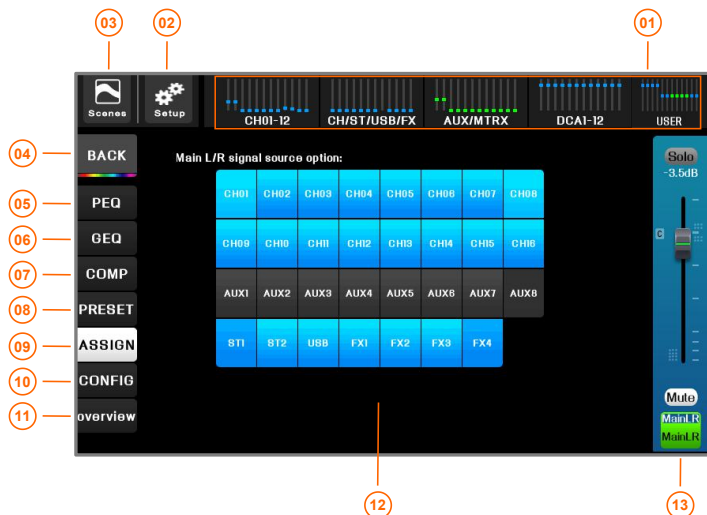 03 02 01
Scenes Setup CH01-12 CH/ST/USB/FX AUX/MTRX DCA1-12 USER
04 BACK Main L/R signal source option: Solo
-3.5dB
05 PEQ CH01 CH02 CH03 CH04 CH05 CH06 CH07 CH08
06 GEQ CH09 CH10 CH11 CH12 CH13 CH14 CH15 CH16
C
07 COMP
08 PRESET AUX1 AUX2 AUX3 AUX4 AUX5 AUX6 AUX7 AUX8
09 ASSIGN ST1 ST2 USB FX1 FX2 FX3 FX4
10 CONFIG Mute
11 overview MainLR
MainLR
12 13